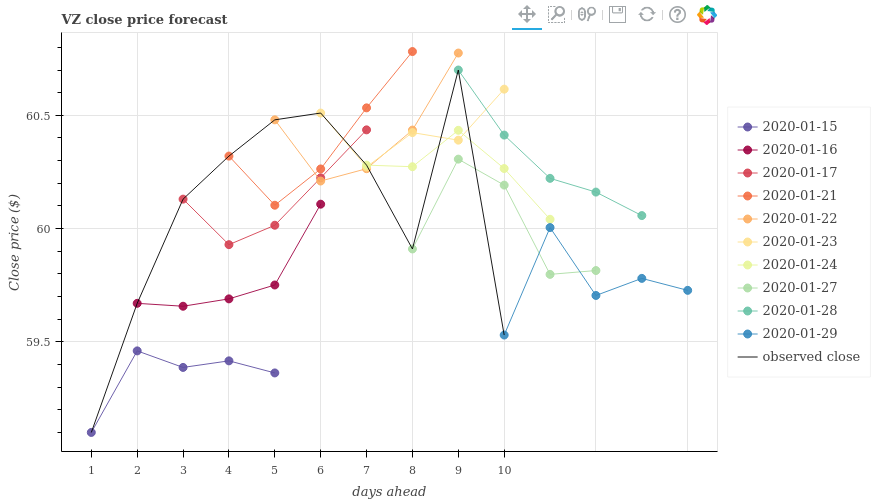 VZ close price forecast
60.5
60
59.5
Close price ($)
1 2 3 4 5 6 7 8 9 10
days ahead
2020-01-15
2020-01-16
2020-01-17
2020-01-21
2020-01-22
2020-01-23
2020-01-24
2020-01-27
2020-01-28
2020-01-29
observed close